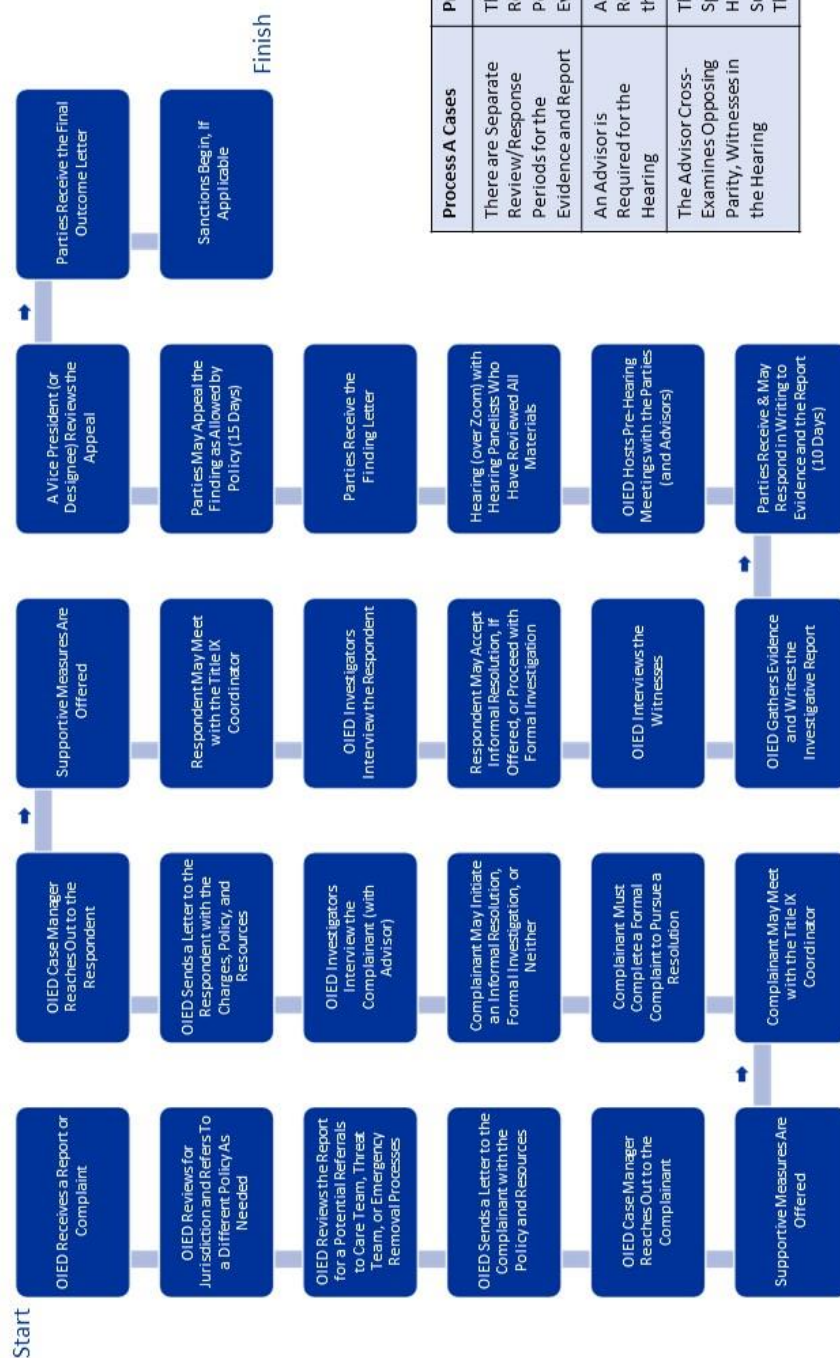 Start
OIED Receives a Report or
Complaint
OIED Reviews for
Jurisdiction and Refers To
a Different Policy As
Needed
OIED Reviews the Report
for a Potential Referrals
to Care Team, Threat
Team, or Emergency
Removal Processes
OIED Sends a Letter to the
Complainant with the
Policy and Resources
OIED Case Manager
Reaches Out to the
Complainant
Supportive Measures Are
Offered
Complainant May Meet
with the Title IX
Coordinator
Complainant Must
Complete a Formal
Complaint to Pursue a
Resolution
Complainant May Initiate
an Informal Resolution,
Formal Investigation, or
Neither
OIED Investigators
Interview the
Complainant (with
Advisor)
OIED Sends a Letter to the
Respondent with the
Charges, Policy, and
Resources
OIED Case Manager
Reaches Out to the
Respondent
Supportive Measures Are
Offered
Respondent May Meet
with the Title IX
Coordinator
OIED Investigators
Interview the Respondent
Respondent May Accept
Informal Resolution, If
Offered, or Proceed with
Formal Investigation
OIED Interviews the
Witnesses
OIED Gathers Evidence
and Writes the
Investigative Report
Parties Receive & May
Respond in Writing to
Evidence and the Report
(10 Days)
OIED Hosts Pre-Hearing
Meetings with the Parties
(and Advisors)
Hearing (over Zoom) with
Hearing Panelists Who
Have Reviewed All
Materials
Parties Receive the
Finding Letter
Parties May Appeal the
Finding as Allowed by
Policy (15 Days)
A Vice President (or
Designee) Reviews the
Appeal
Parties Receive the Final
Outcome Letter
Sanctions Begin, If
Applicable
Finish
Process A Cases
There are Separate
Review/Response
Periods for the
Evidence and Report
An Advisor is
Required for the
Hearing
The Advisor Cross-
Examines Opposing
Parity, Witnesses in
the Hearing